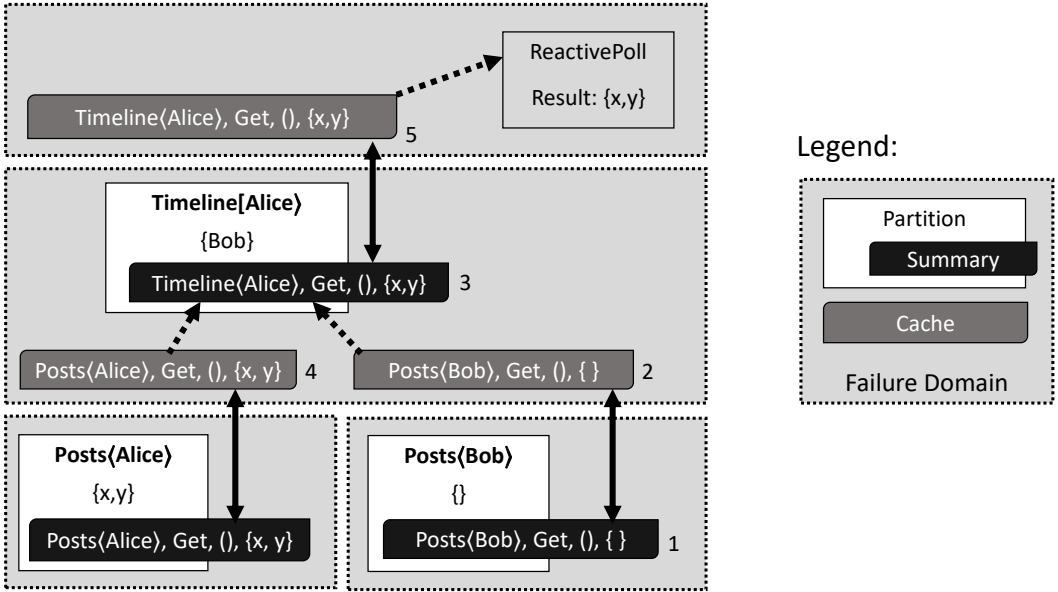 ReactivePoll
Result: {x,y}
Timeline⟨Alice⟩, Get, (), {x,y}
5
Timeline[Alice⟩
{Bob}
Timeline⟨Alice⟩, Get, (), {x,y}
3
Posts⟨Alice⟩, Get, (), {x, y}
4
Posts⟨Bob⟩, Get, (), { }
2
Posts⟨Alice⟩
{x,y}
Posts⟨Alice⟩, Get, (), {x, y}
Posts⟨Bob⟩
{}
Posts⟨Bob⟩, Get, (), { }
1
Legend:
Partition
Summary
Cache
Failure Domain